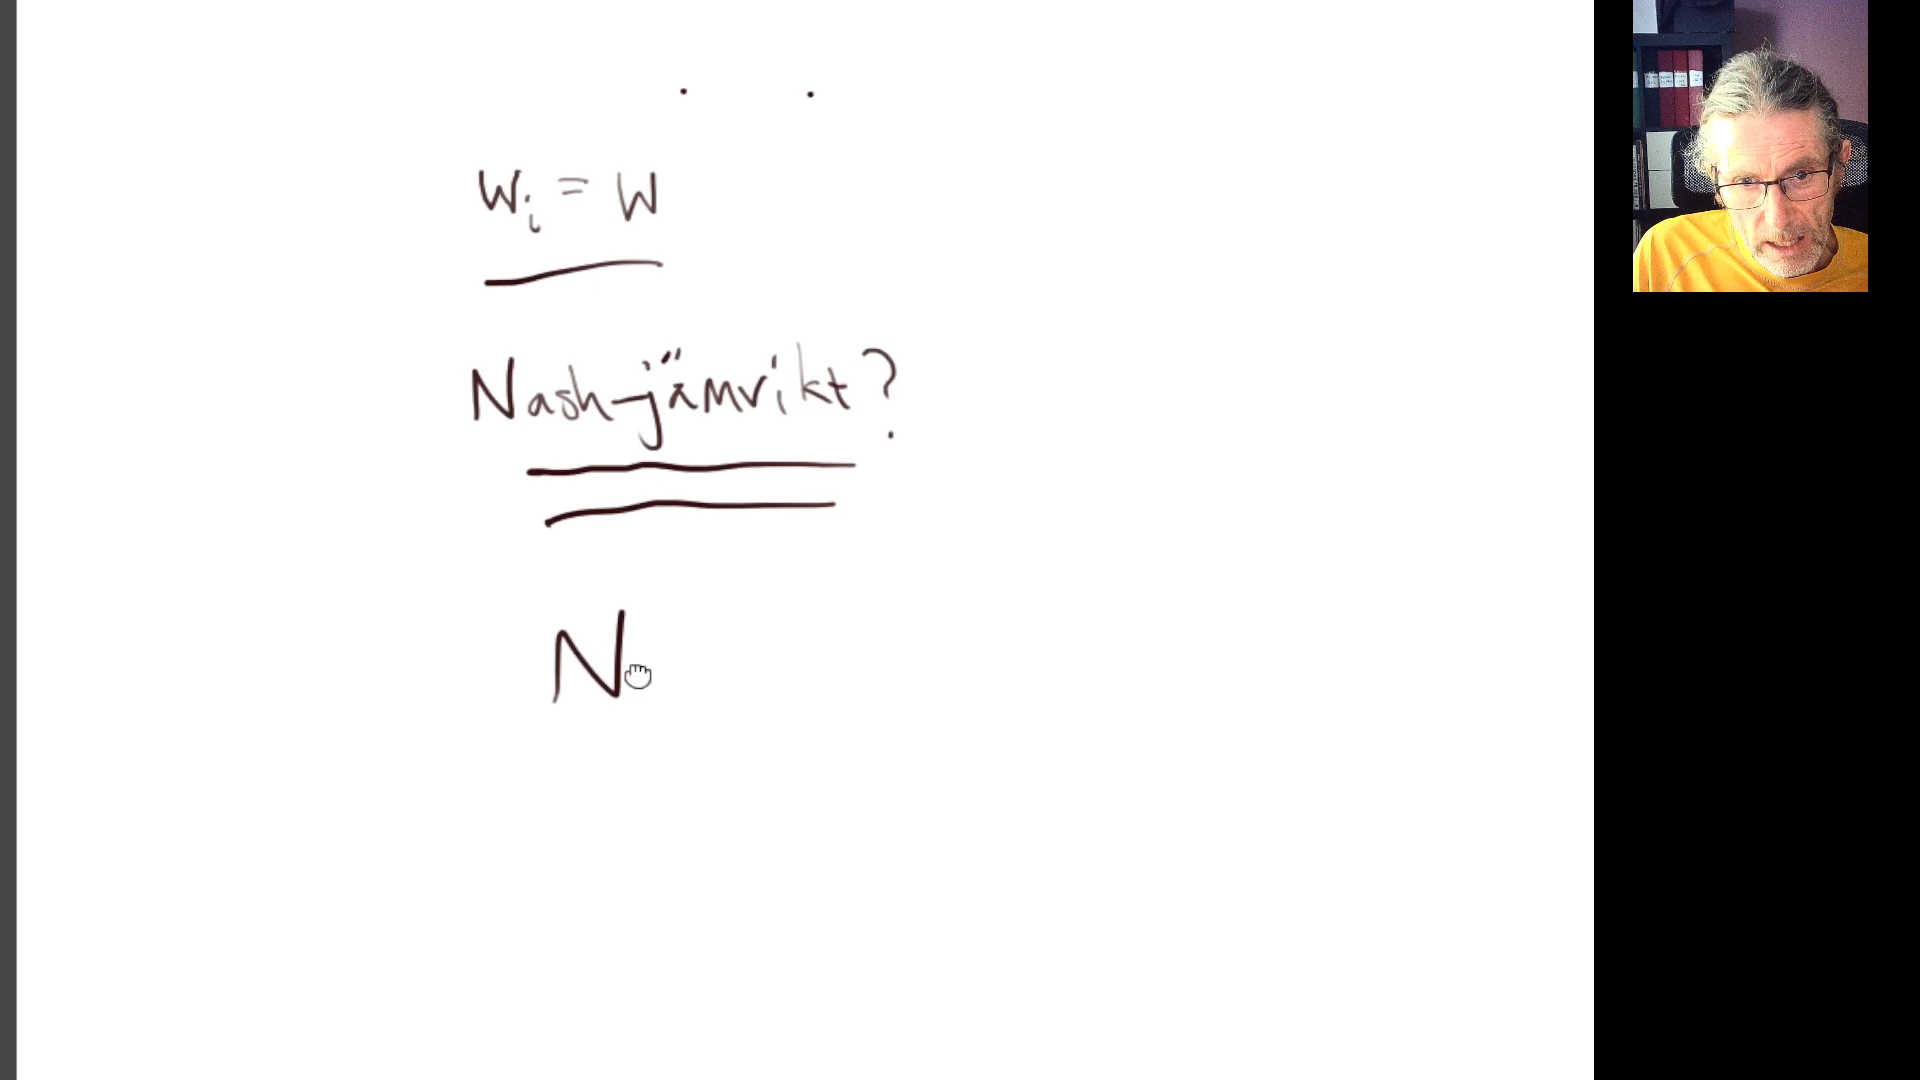 wᵢ = w
Nash-jämvikt?
N